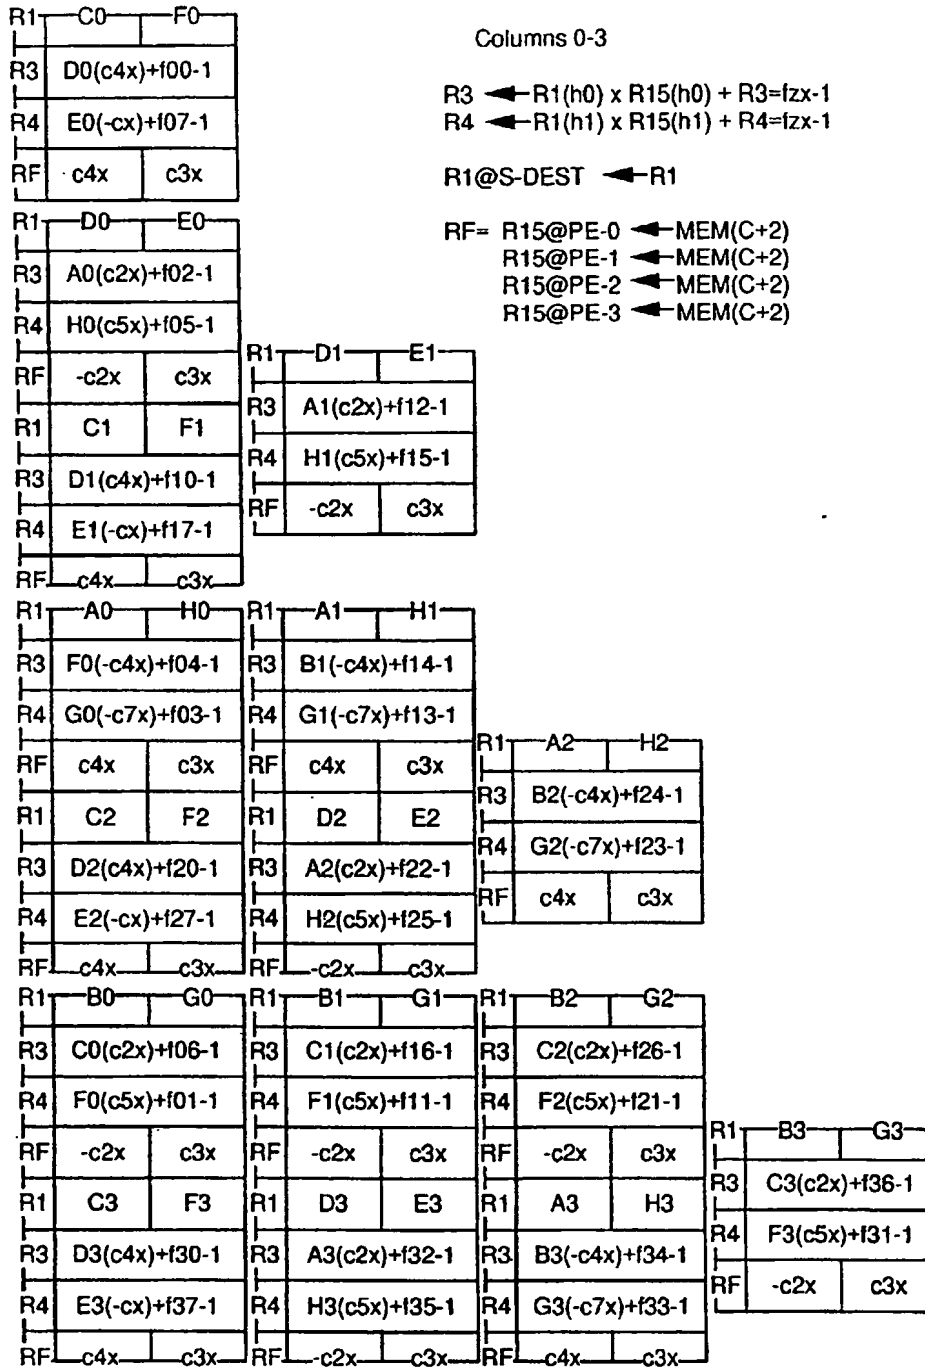 Columns 0-3
R3 ← R1(h0) x R15(h0) + R3=fzx-1
R4 ← R1(h1) x R15(h1) + R4=fzx-1
R1@S-DEST ← R1
RF= R15@PE-0 ← MEM(C+2)
R15@PE-1 ← MEM(C+2)
R15@PE-2 ← MEM(C+2)
R15@PE-3 ← MEM(C+2)
R1 C0 F0
R3 D0(c4x)+f00-1
R4 E0(-cx)+f07-1
RF c4x c3x
R1 D0 E0
R3 A0(c2x)+f02-1
R4 H0(c5x)+f05-1
RF -c2x c3x
R1 C1 F1
R3 D1(c4x)+f10-1
R4 E1(-cx)+f17-1
RF c4x c3x
R1 D1 E1
R3 A1(c2x)+f12-1
R4 H1(c5x)+f15-1
RF -c2x c3x
R1 A0 H0
R3 F0(-c4x)+f04-1
R4 G0(-c7x)+f03-1
RF c4x c3x
R1 C2 F2
R3 D2(c4x)+f20-1
R4 E2(-cx)+f27-1
RF c4x c3x
R1 A1 H1
R3 B1(-c4x)+f14-1
R4 G1(-c7x)+f13-1
RF c4x c3x
R1 D2 E2
R3 A2(c2x)+f22-1
R4 H2(c5x)+f25-1
RF -c2x c3x
R1 A2 H2
R3 B2(-c4x)+f24-1
R4 G2(-c7x)+f23-1
RF c4x c3x
R1 B0 G0
R3 C0(c2x)+f06-1
R4 F0(c5x)+f01-1
RF -c2x c3x
R1 C3 F3
R3 D3(c4x)+f30-1
R4 E3(-cx)+f37-1
RF c4x c3x
R1 B1 G1
R3 C1(c2x)+f16-1
R4 F1(c5x)+f11-1
RF -c2x c3x
R1 D3 E3
R3 A3(c2x)+f32-1
R4 H3(c5x)+f35-1
RF -c2x c3x
R1 B2 G2
R3 C2(c2x)+f26-1
R4 F2(c5x)+f21-1
RF -c2x c3x
R1 A3 H3
R3 B3(-c4x)+f34-1
R4 G3(-c7x)+f33-1
RF c4x c3x
R1 B3 G3
R3 C3(c2x)+f36-1
R4 F3(c5x)+f31-1
RF -c2x c3x